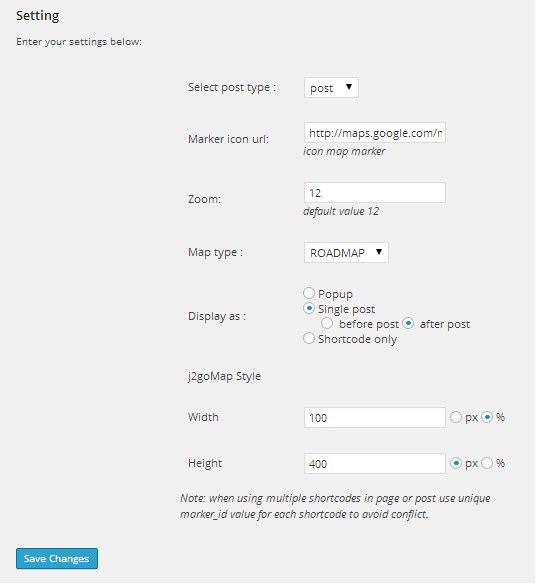 Setting
Enter your settings below:
Select post type : post
Marker icon url: http://maps.google.com/
icon map marker
Zoom: 12
default value 12
Map type : ROADMAP
Popup
Single post
Display as :
before post after post
Shortcode only
j2goMap Style
Width 100 px %
Height 400 px %
Note: when using multiple shortcodes in page or post use unique
marker_id value for each shortcode to avoid conflict.
Save Changes